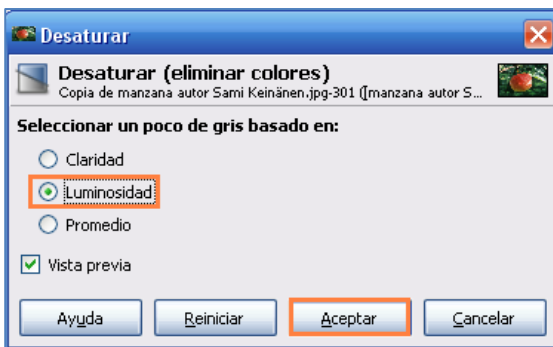 Desaturar
Desaturar (eliminar colores)
Copia de manzana autor Sami Keinänen.jpg-301 ([manzana autor S...
Seleccionar un poco de gris basado en:
Claridad
Luminosidad
Promedio
Vista previa
Ayuda Reiniciar Aceptar Cancelar